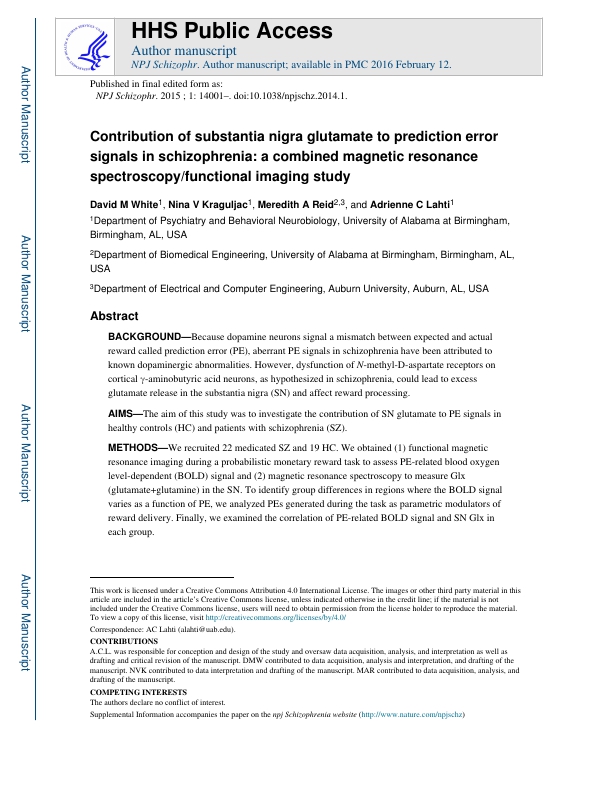 HHS Public Access
Author manuscript
NPJ Schizophr. Author manuscript; available in PMC 2016 February 12.
Published in final edited form as:
NPJ Schizophr. 2015 ; 1: 14001–. doi:10.1038/npjschz.2014.1.
Contribution of substantia nigra glutamate to prediction error
signals in schizophrenia: a combined magnetic resonance
spectroscopy/functional imaging study
David M White1, Nina V Kraguljac1, Meredith A Reid2,3, and Adrienne C Lahti1
1Department of Psychiatry and Behavioral Neurobiology, University of Alabama at Birmingham,
Birmingham, AL, USA
2Department of Biomedical Engineering, University of Alabama at Birmingham, Birmingham, AL,
USA
3Department of Electrical and Computer Engineering, Auburn University, Auburn, AL, USA
Abstract
BACKGROUND—Because dopamine neurons signal a mismatch between expected and actual
reward called prediction error (PE), aberrant PE signals in schizophrenia have been attributed to
known dopaminergic abnormalities. However, dysfunction of N-methyl-D-aspartate receptors on
cortical γ-aminobutyric acid neurons, as hypothesized in schizophrenia, could lead to excess
glutamate release in the substantia nigra (SN) and affect reward processing.
AIMS—The aim of this study was to investigate the contribution of SN glutamate to PE signals in
healthy controls (HC) and patients with schizophrenia (SZ).
METHODS—We recruited 22 medicated SZ and 19 HC. We obtained (1) functional magnetic
resonance imaging during a probabilistic monetary reward task to assess PE-related blood oxygen
level-dependent (BOLD) signal and (2) magnetic resonance spectroscopy to measure Glx
(glutamate+glutamine) in the SN. To identify group differences in regions where the BOLD signal
varies as a function of PE, we analyzed PEs generated during the task as parametric modulators of
reward delivery. Finally, we examined the correlation of PE-related BOLD signal and SN Glx in
each group.
This work is licensed under a Creative Commons Attribution 4.0 International License. The images or other third party material in this
article are included in the article's Creative Commons license, unless indicated otherwise in the credit line; if the material is not
included under the Creative Commons license, users will need to obtain permission from the license holder to reproduce the material.
To view a copy of this license, visit http://creativecommons.org/licenses/by/4.0/
Correspondence: AC Lahti (alahti@uab.edu).
CONTRIBUTIONS
A.C.L. was responsible for conception and design of the study and oversaw data acquisition, analysis, and interpretation as well as
drafting and critical revision of the manuscript. DMW contributed to data acquisition, analysis and interpretation, and drafting of the
manuscript. NVK contributed to data interpretation and drafting of the manuscript. MAR contributed to data acquisition, analysis, and
drafting of the manuscript.
COMPETING INTERESTS
The authors declare no conflict of interest.
Supplemental Information accompanies the paper on the npj Schizophrenia website (http://www.nature.com/npjschz)
Author Manuscript
Author Manuscript
Author Manuscript
Author Manuscript